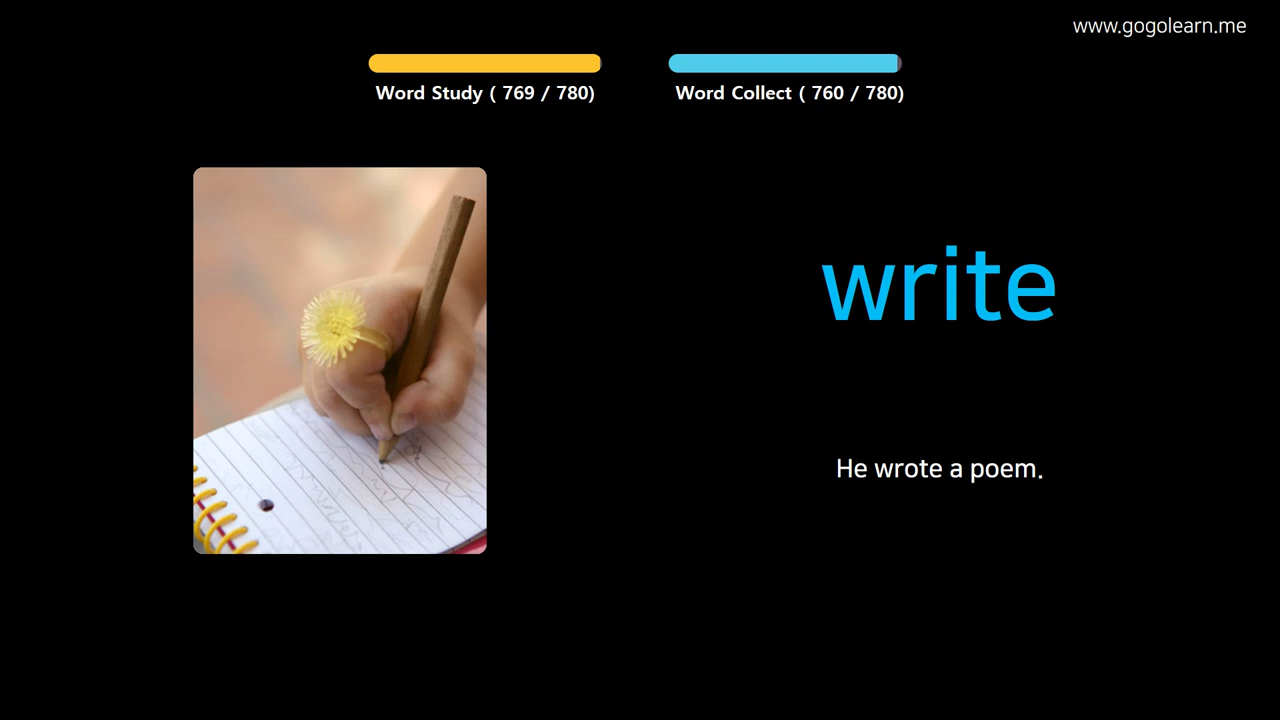 www.gogolearn.me
Word Study ( 769 / 780)
Word Collect ( 760 / 780)
write
He wrote a poem.